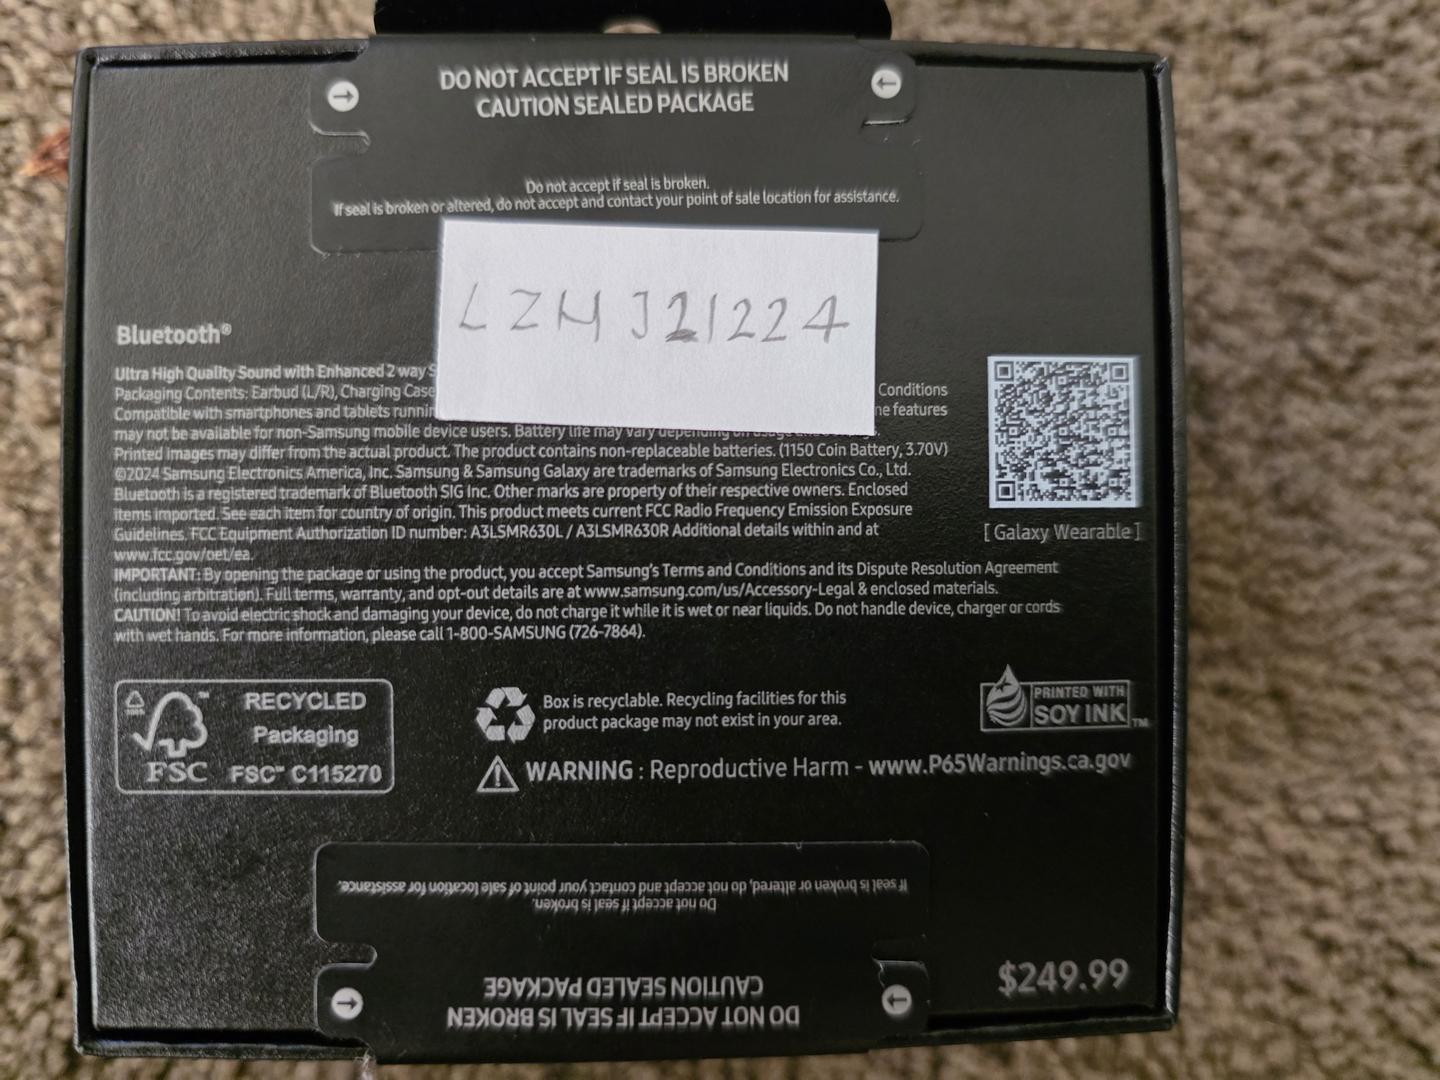 DO NOT ACCEPT IF SEAL IS BROKEN
CAUTION SEALED PACKAGE
Do not accept if seal is broken.
If seal is broken or altered, do not accept and contact your point of sale location for assistance.
LZMJ21224
Bluetooth®
Ultra High Quality Sound with Enhanced 2 way
Packaging Contents: Earbud (L/R), Charging Case Conditions
Compatible with smartphones and tablets features
may not be available for non-Samsung mobile device users. Battery life may vary depending on usage
Printed images may differ from the actual product. The product contains non-replaceable batteries. (1150 Coin Battery, 3.70V)
©2024 Samsung Electronics America, Inc. Samsung & Samsung Galaxy are trademarks of Samsung Electronics Co., Ltd.
Bluetooth is a registered trademark of Bluetooth SIG Inc. Other marks are property of their respective owners. Enclosed
items imported. See each item for country of origin. This product meets current FCC Radio Frequency Emission Exposure
Guidelines. FCC Equipment Authorization ID number: A3LSMR630L / A3LSMR630R Additional details within and at
www.fcc.gov/oet/ea.
IMPORTANT: By opening the package or using the product, you accept Samsung's Terms and Conditions and its Dispute Resolution Agreement
(including arbitration). Full terms, warranty, and opt-out details are at www.samsung.com/us/Accessory-Legal & enclosed materials.
CAUTION! To avoid electric shock and damaging your device, do not charge it while it is wet or near liquids. Do not handle device, charger or cords
with wet hands. For more information, please call 1-800-SAMSUNG (726-7864).
[ Galaxy Wearable ]
100%
RECYCLED
Packaging
FSC™ C115270
FSC
Box is recyclable. Recycling facilities for this
product package may not exist in your area.
PRINTED WITH
SOY INK™
WARNING : Reproductive Harm - www.P65Warnings.ca.gov
If seal is broken or altered, do not accept and contact your point of sale location for assistance.
Do not accept if seal is broken.
CAUTION SEALED PACKAGE
DO NOT ACCEPT IF SEAL IS BROKEN
$249.99